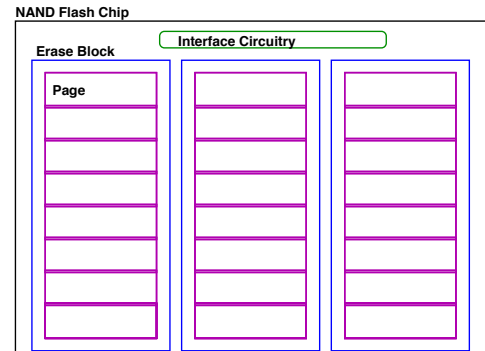 NAND Flash Chip
Interface Circuitry
Erase Block
Page